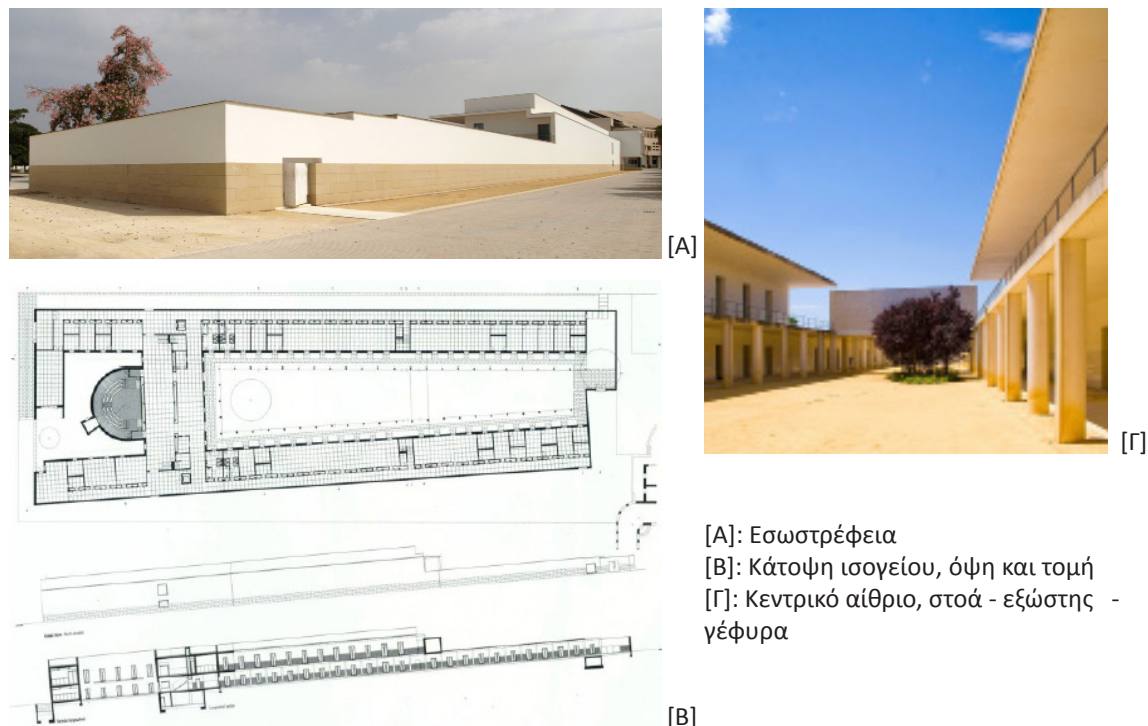 [Α]
[Γ]
[Α]: Εσωστρέφεια
[Β]: Κάτοψη ισογείου, όψη και τομή
[Γ]: Κεντρικό αίθριο, στοά - εξώστης -
γέφυρα
[Β]